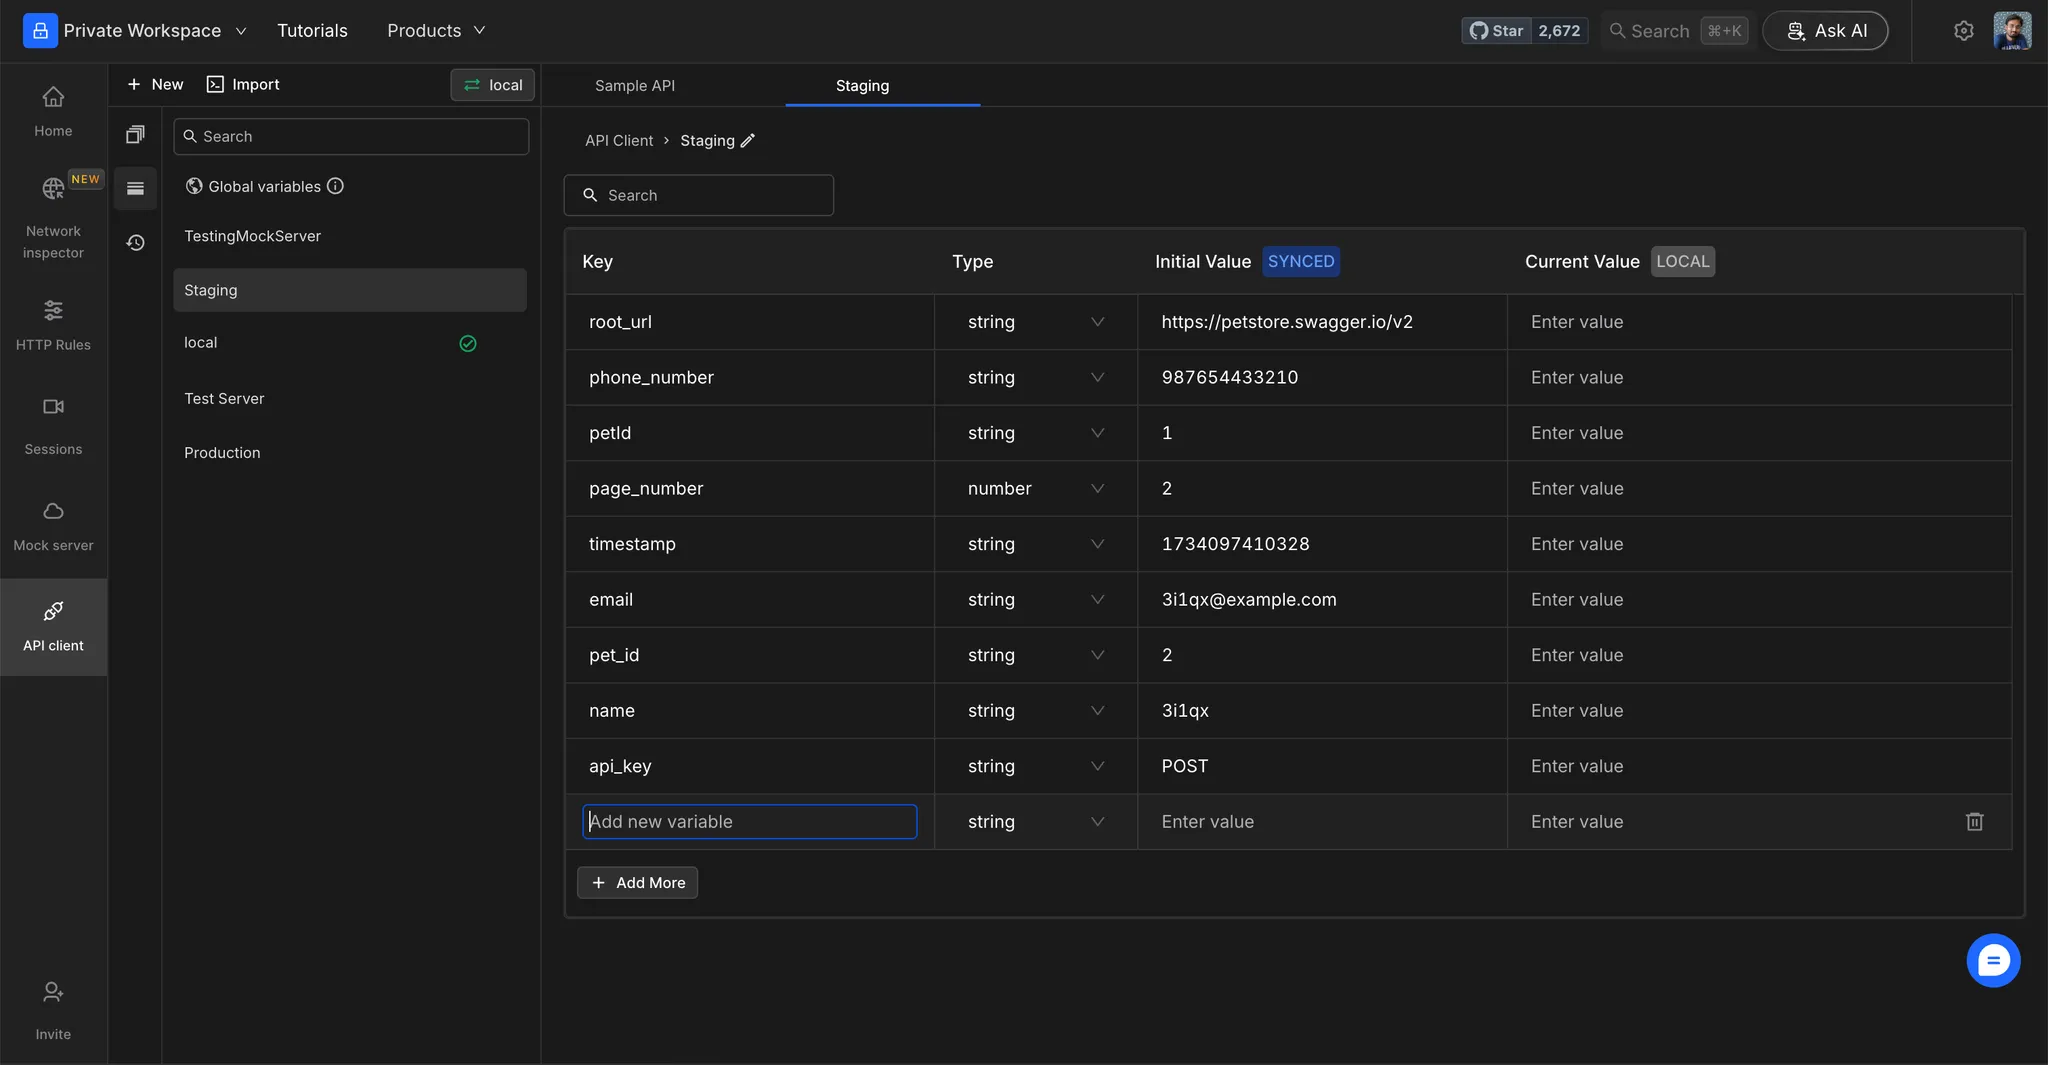 Private Workspace
Tutorials
Products
Star 2,672
Search ⌘+K
Ask AI
Home
NEW
Network
inspector
HTTP Rules
Sessions
Mock server
API client
Invite
+ New
Import
local
Search
Global variables
TestingMockServer
Staging
local
Test Server
Production
Sample API
Staging
API Client > Staging
Search
Key Type Initial Value SYNCED Current Value LOCAL
root_url string https://petstore.swagger.io/v2 Enter value
phone_number string 987654433210 Enter value
petId string 1 Enter value
page_number number 2 Enter value
timestamp string 1734097410328 Enter value
email string 3i1qx@example.com Enter value
pet_id string 2 Enter value
name string 3i1qx Enter value
api_key string POST Enter value
Add new variable string Enter value Enter value
+ Add More